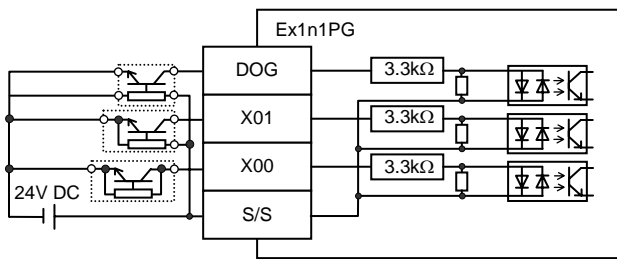 Ex1n1PG
DOG
3.3kΩ
X01
3.3kΩ
X00
3.3kΩ
24V DC
S/S